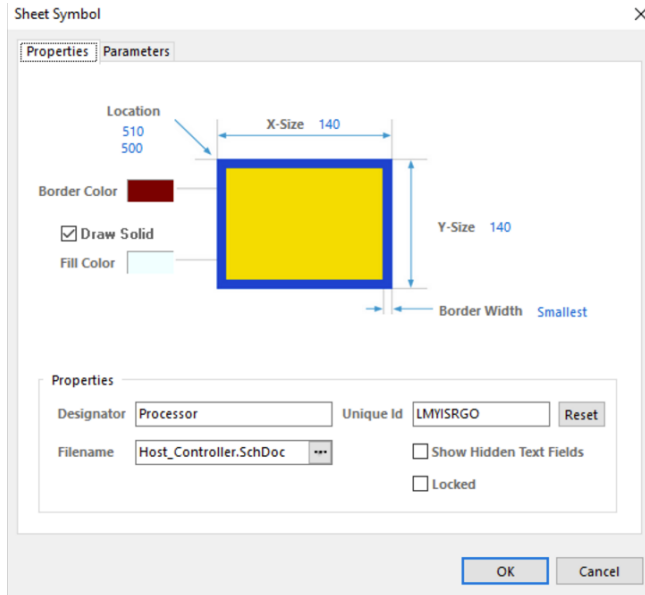 Sheet Symbol
Properties Parameters
Location
510
500
X-Size 140
Border Color
Draw Solid
Y-Size 140
Fill Color
Border Width Smallest
Properties
Designator Processor Unique Id LMYISRGO Reset
Filename Host_Controller.SchDoc ... Show Hidden Text Fields
Locked
OK Cancel